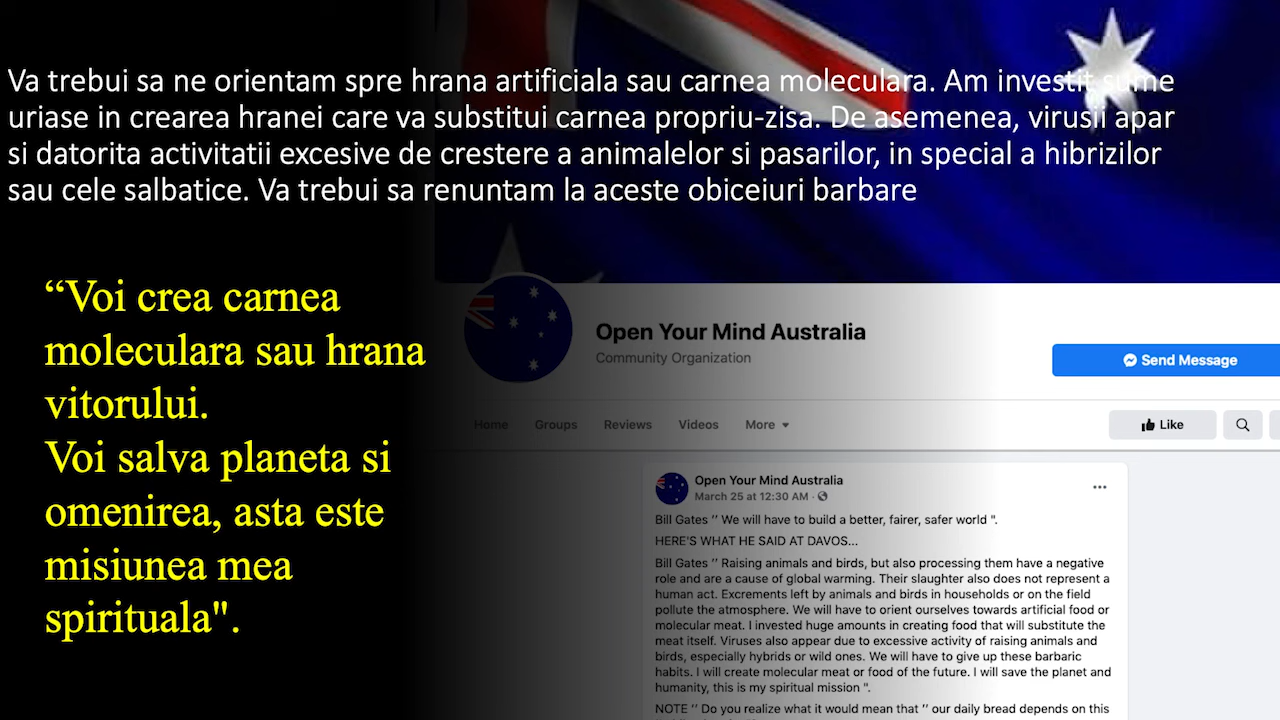 Va trebui sa ne orientam spre hrana artificiala sau carnea moleculara. Am investit sume
uriase in crearea hranei care va substitui carnea propriu-zisa. De asemenea, virusii apar
si datorita activitatii excesive de crestere a animalelor si pasarilor, in special a hibrizilor
sau cele salbatice. Va trebui sa renuntam la aceste obiceiuri barbare
“Voi crea carnea
moleculara sau hrana
vitorului.
Voi salva planeta si
omenirea, asta este
misiunea mea
spirituala".
Open Your Mind Australia
Community Organization
Send Message
Home Groups Reviews Videos More
Like
Open Your Mind Australia
March 25 at 12:30 AM ·
Bill Gates ʺ We will have to build a better, fairer, safer world ".
HERE'S WHAT HE SAID AT DAVOS...
Bill Gates ʺ Raising animals and birds, but also processing them have a negative
role and are a cause of global warming. Their slaughter also does not represent a
human act. Excrements left by animals and birds in households or on the field
pollute the atmosphere. We will have to orient ourselves towards artificial food or
molecular meat. I invested huge amounts in creating food that will substitute the
meat itself. Viruses also appear due to excessive activity of raising animals and
birds, especially hybrids or wild ones. We will have to give up these barbaric
habits. I will create molecular meat or food of the future. I will save the planet and
humanity, this is my spiritual mission ".
NOTE ʺ Do you realize what it would mean that ʺ our daily bread depends on this